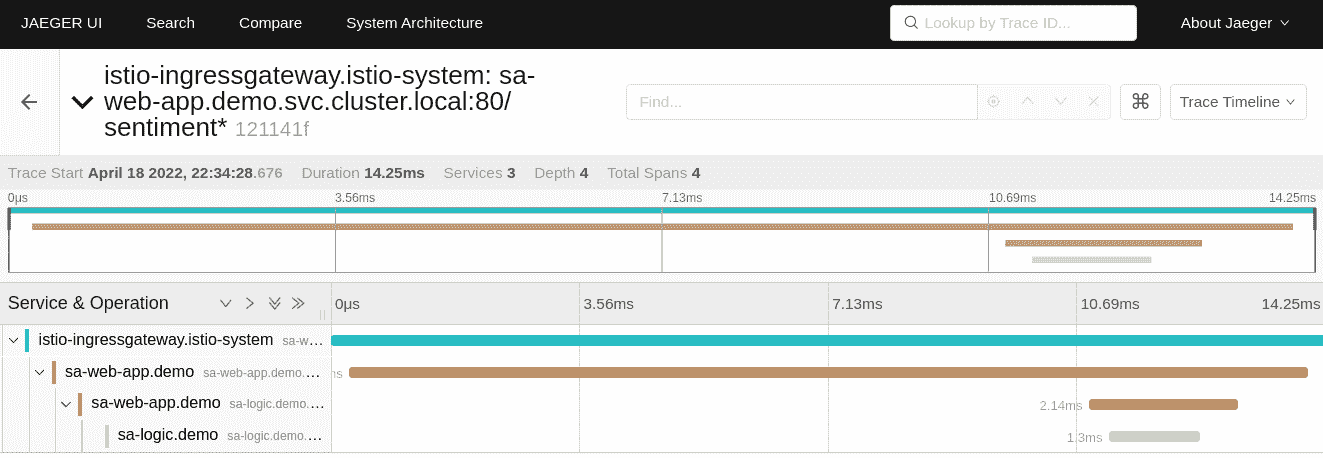 JAEGER UI Search Compare System Architecture Lookup by Trace ID... About Jaeger
istio-ingressgateway.istio-system: sa-
web-app.demo.svc.cluster.local:80/
sentiment* 121141f
Find... ⌘ Trace Timeline
Trace Start April 18 2022, 22:34:28.676 Duration 14.25ms Services 3 Depth 4 Total Spans 4
0μs 3.56ms 7.13ms 10.69ms 14.25ms
Service & Operation 0μs 3.56ms 7.13ms 10.69ms 14.25ms
istio-ingressgateway.istio-system sa-w...
sa-web-app.demo sa-web-app.demo....
sa-web-app.demo sa-logic.demo.... 2.14ms
sa-logic.demo sa-logic.demo.... 1.3ms